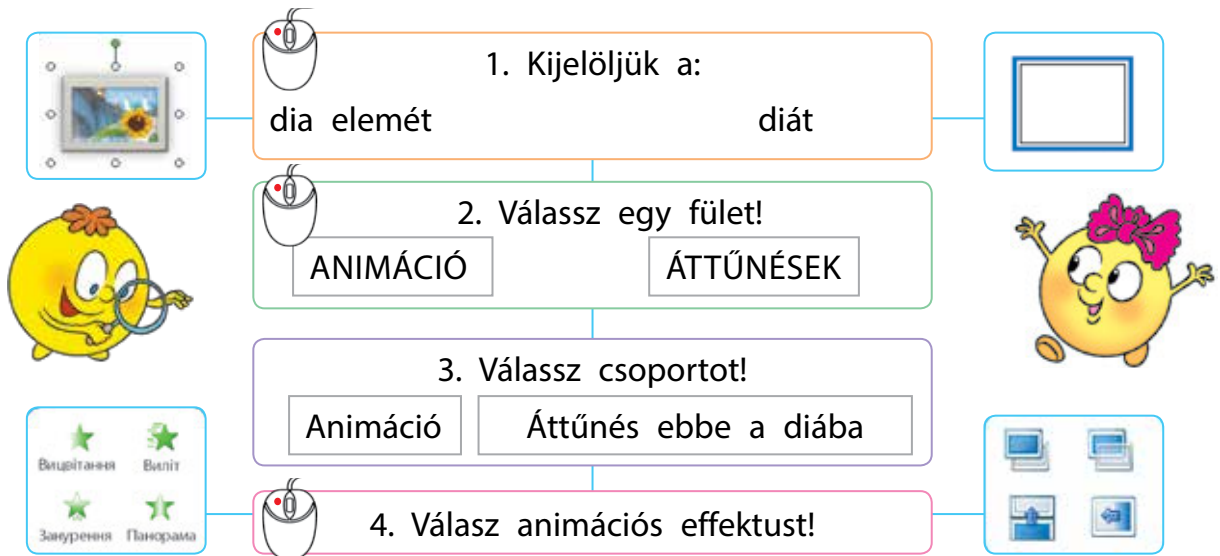 1. Kijelöljük a:
dia elemét diát
2. Válassz egy fület!
ANIMÁCIÓ ÁTTŰNÉSEK
3. Válassz csoportot!
Animáció Áttűnés ebbe a diába
Вицвітання Виліт
Занурення Панорама
4. Válasz animációs effektust!